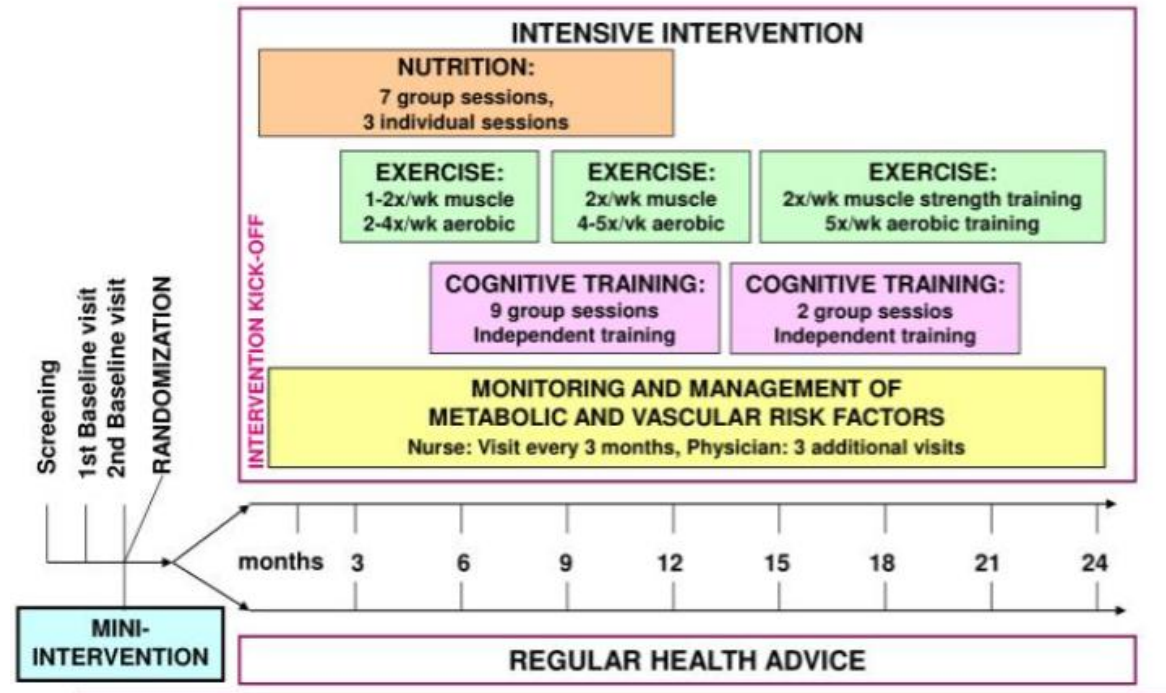 INTENSIVE INTERVENTION
NUTRITION:
7 group sessions,
3 individual sessions
EXERCISE:
1-2x/wk muscle
2-4x/wk aerobic
EXERCISE:
2x/wk muscle
4-5x/vk aerobic
EXERCISE:
2x/wk muscle strength training
5x/wk aerobic training
COGNITIVE TRAINING:
9 group sessions
Independent training
COGNITIVE TRAINING:
2 group sessios
Independent training
MONITORING AND MANAGEMENT OF
METABOLIC AND VASCULAR RISK FACTORS
Nurse: Visit every 3 months, Physician: 3 additional visits
INTERVENTION KICK-OFF
Screening
1st Baseline visit
2nd Baseline visit
RANDOMIZATION
months 3 6 9 12 15 18 21 24
MINI-
INTERVENTION
REGULAR HEALTH ADVICE